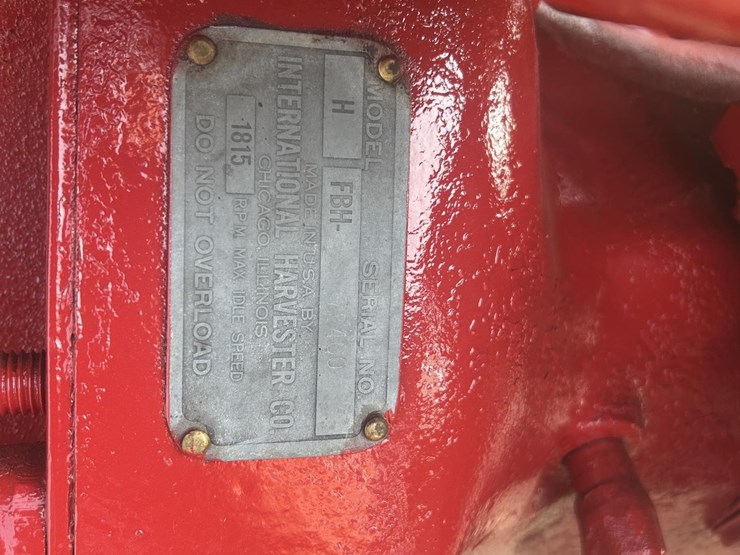 MODEL SERIAL NO.
H FBH-
MADE IN U.S.A. BY
INTERNATIONAL HARVESTER CO.
CHICAGO, ILLINOIS
1815 RPM MAX. IDLE SPEED
DO NOT OVERLOAD